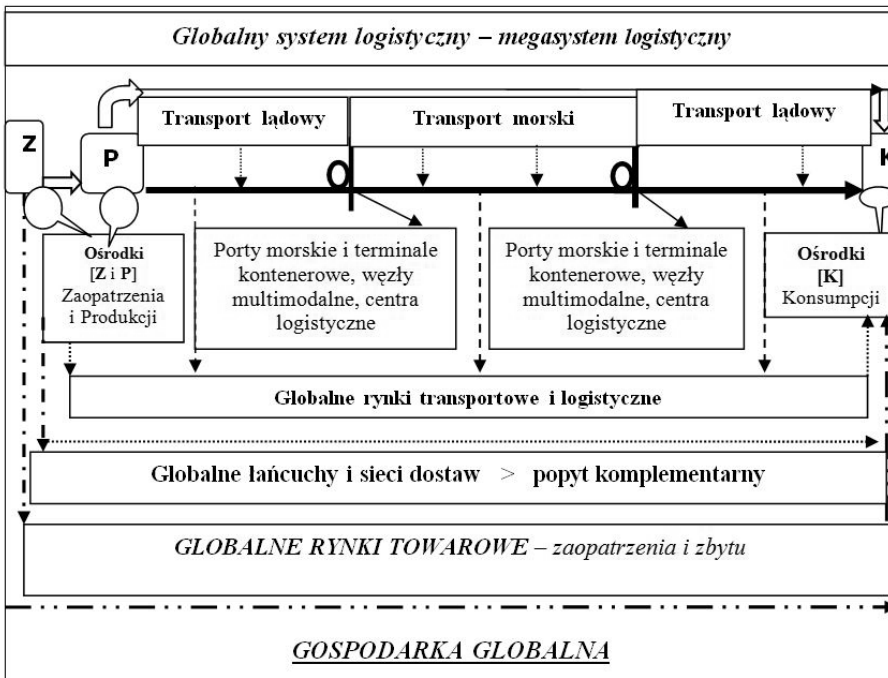 Globalny system logistyczny – megasystem logistyczny
Transport lądowy
Transport morski
Transport lądowy
Z
P
K
O
O
Ośrodki
[Z i P]
Zaopatrzenia
i Produkcji
Porty morskie i terminale
kontenerowe, węzły
multimodalne, centra
logistyczne
Porty morskie i terminale
kontenerowe, węzły
multimodalne, centra
logistyczne
Ośrodki
[K]
Konsumpcji
Globalne rynki transportowe i logistyczne
Globalne łańcuchy i sieci dostaw > popyt komplementarny
GLOBALNE RYNKI TOWAROWE – zaopatrzenia i zbytu
GOSPODARKA GLOBALNA